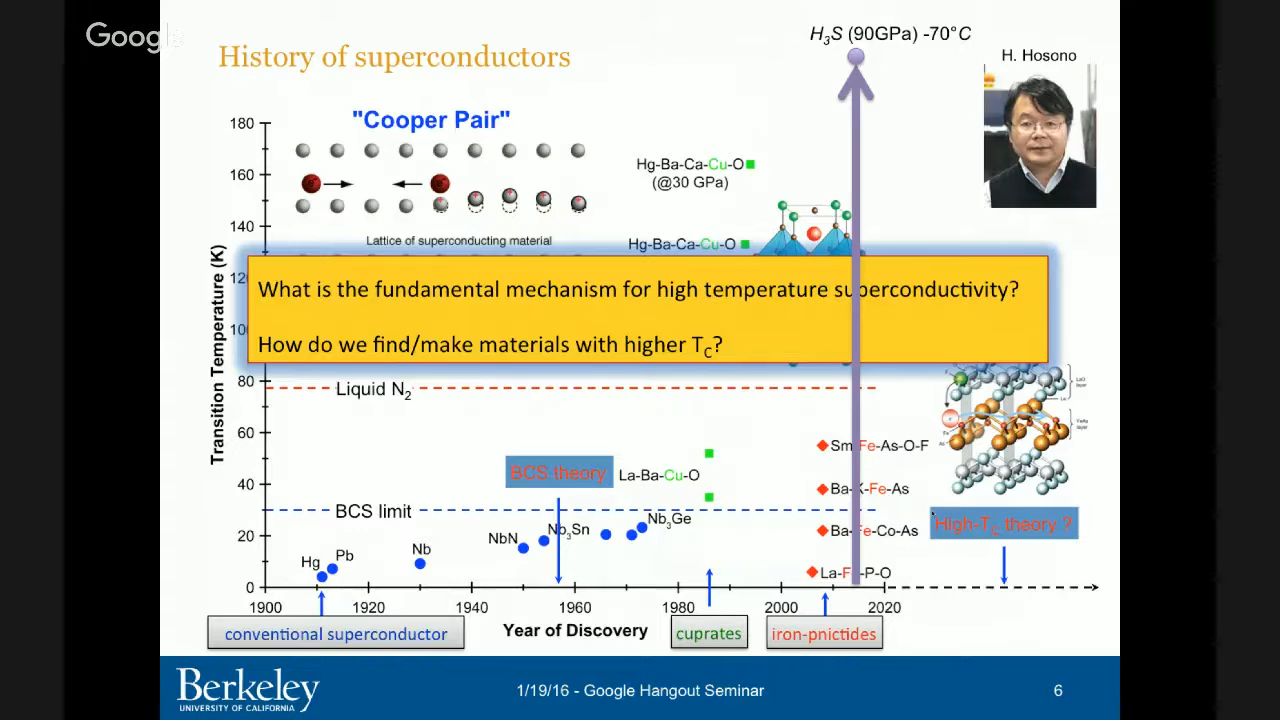 Google
History of superconductors
H3S (90GPa) -70°C
H. Hosono
"Cooper Pair"
180
160
140
80
60
40
20
0
Transition Temperature (K)
Hg-Ba-Ca-Cu-O
(@30 GPa)
Lattice of superconducting material
Hg-Ba-Ca-Cu-O
What is the fundamental mechanism for high temperature superconductivity?
How do we find/make materials with higher TC?
Liquid N2
BCS theory
La-Ba-Cu-O
BCS limit
Hg
Pb
Nb
NbN
Nb3Sn
Nb3Ge
Sm-Fe-As-O-F
Ba-K-Fe-As
Ba-Fe-Co-As
La-Fe-P-O
High-TC theory ?
1900
1920
1940
1960
1980
2000
2020
Year of Discovery
conventional superconductor
cuprates
iron-pnictides
Berkeley
UNIVERSITY OF CALIFORNIA
1/19/16 - Google Hangout Seminar
6